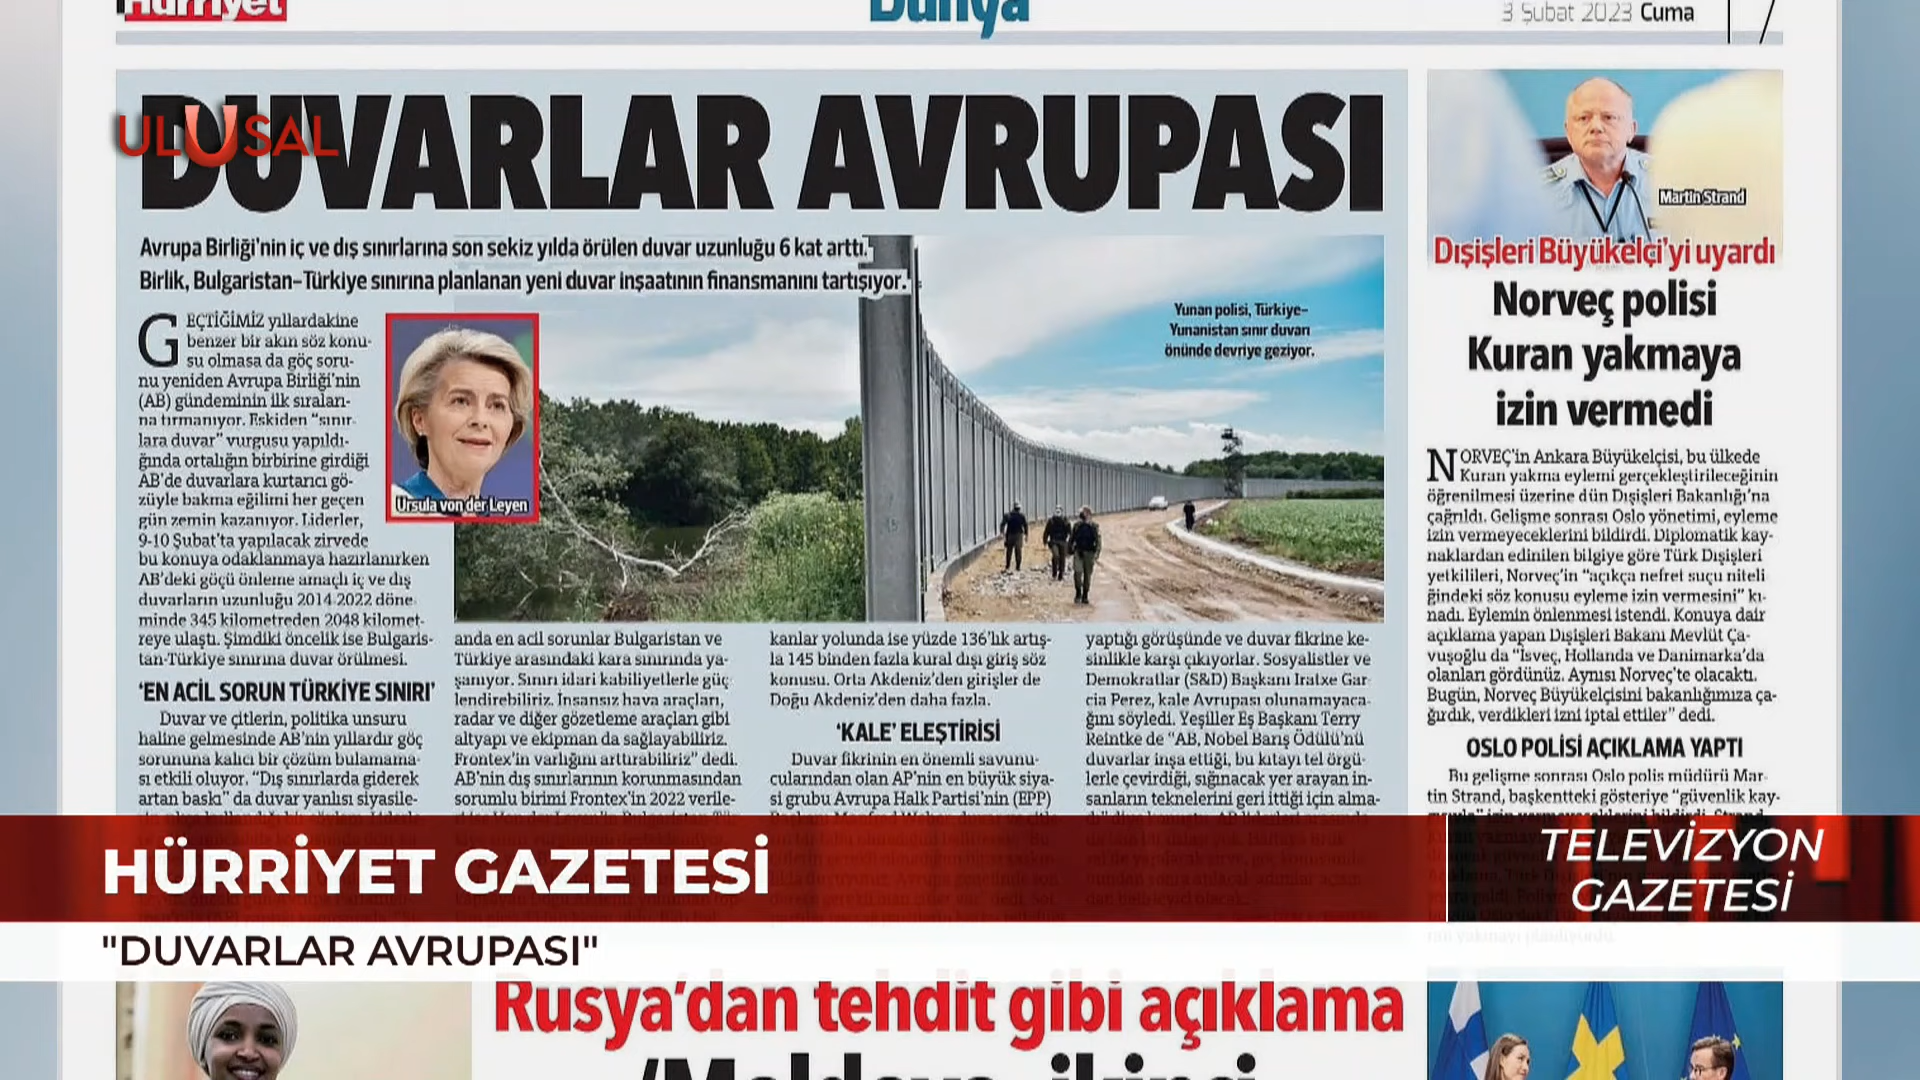 Hürriyet
Dünya
3 Şubat 2023 Cuma
ULUSAL
DUVARLAR AVRUPASI
Avrupa Birliği'nin iç ve dış sınırlarına son sekiz yılda örülen duvar uzunluğu 6 kat arttı.
Birlik, Bulgaristan-Türkiye sınırına planlanan yeni duvar inşaatının finansmanını tartışıyor.
GEÇTİĞİMİZ yıllardakine
benzer bir akın söz konu-
su olmasa da göç soru-
nu yeniden Avrupa Birliği'nin
(AB) gündeminin ilk sıraları-
na tırmanıyor. Eskiden "sınır-
lara duvar" vurgusu yapıldı-
ğında ortalığın birbirine girdiği
AB'de duvarlara kurtarıcı gö-
züyle bakma eğilimi her geçen
gün zemin kazanıyor. Liderler,
9-10 Şubat'ta yapılacak zirvede
bu konuya odaklanmaya hazırlanırken
AB'deki göçü önleme amaçlı iç ve dış
duvarların uzunluğu 2014-2022 döne
minde 345 kilometreden 2048 kilomet-
reye ulaştı. Şimdiki öncelik ise Bulgaris-
tan-Türkiye sınırına duvar örülmesi.
'EN ACİL SORUN TÜRKİYE SINIRI'
Duvar ve çitlerin, politika unsuru
haline gelmesinde AB'nin yıllardır göç
sorununa kalıcı bir çözüm bulamama-
sı etkili oluyor. "Dış sınırlarda giderek
artan baskı" da duvar yanlısı siyasile-
Ursula von der Leyen
Yunan polisi, Türkiye-
Yunanistan sınır duvarı
önünde devriye geziyor.
anda en acil sorunlar Bulgaristan ve
Türkiye arasındaki kara sınırında ya-
şanıyor. Sınırı idari kabiliyetlerle güç
lendirebiliriz. İnsansız hava araçları,
radar ve diğer gözetleme araçları gibi
altyapı ve ekipman da sağlayabiliriz.
Frontex'in varlığını arttırabiliriz" dedi.
AB'nin dış sınırlarının korunmasından
sorumlu birimi Frontex'in 2022 verile-
kanlar yolunda ise yüzde 136'lık artış-
la 145 binden fazla kural dışı giriş söz
konusu. Orta Akdeniz'den girişler de
Doğu Akdeniz'den daha fazla.
'KALE' ELEŞTİRİSİ
Duvar fikrinin en önemli savunu-
cularından olan AP'nin en büyük siya-
si grubu Avrupa Halk Partisi'nin (EPP)
yaptığı görüşünde ve duvar fikrine ke-
sinlikle karşı çıkıyorlar. Sosyalistler ve
Demokratlar (S&D) Başkanı Iratxe Gar
cia Perez, kale Avrupası olunamayaca-
ğını söyledi. Yeşiller Eş Başkanı Terry
Reintke de "AB, Nobel Barış Ödülü'nü
duvarlar inşa ettiği, bu kıtayı tel örgü-
lerle çevirdiği, sığınacak yer arayan in-
sanların teknelerini geri ittiği için alma-
Martin Strand
Dışişleri Büyükelçi'yi uyardı
Norveç polisi
Kuran yakmaya
izin vermedi
NORVEÇ'in Ankara Büyükelçisi, bu ülkede
Kuran yakma eylemi gerçekleştirileceğinin
öğrenilmesi üzerine dün Dışişleri Bakanlığı'na
çağrıldı. Gelişme sonrası Oslo yönetimi, eyleme
izin vermeyeceklerini bildirdi. Diplomatik kay-
naklardan edinilen bilgiye göre Türk Dışişleri
yetkilileri, Norveç'in "açıkça nefret suçu niteli
ğindeki söz konusu eyleme izin vermesini" kı-
nadı. Eylemin önlenmesi istendi. Konuya dair
açıklama yapan Dışişleri Bakanı Mevlüt Ça-
vuşoğlu da "İsveç, Hollanda ve Danimarka'da
olanları gördünüz. Aynısı Norveç'te olacaktı.
Bugün, Norveç Büyükelçisini bakanlığımıza ça-
ğırdık, verdikleri izni iptal ettiler" dedi.
OSLO POLİSİ AÇIKLAMA YAPTI
Bu gelişme sonrası Oslo polis müdürü Mar-
tin Strand, başkentteki gösteriye "güvenlik kay-
HÜRRİYET GAZETESİ
TELEVİZYON
GAZETESİ
"DUVARLAR AVRUPASI"
Rusya'dan tehdit gibi açıklama
'Moldova, ikinci